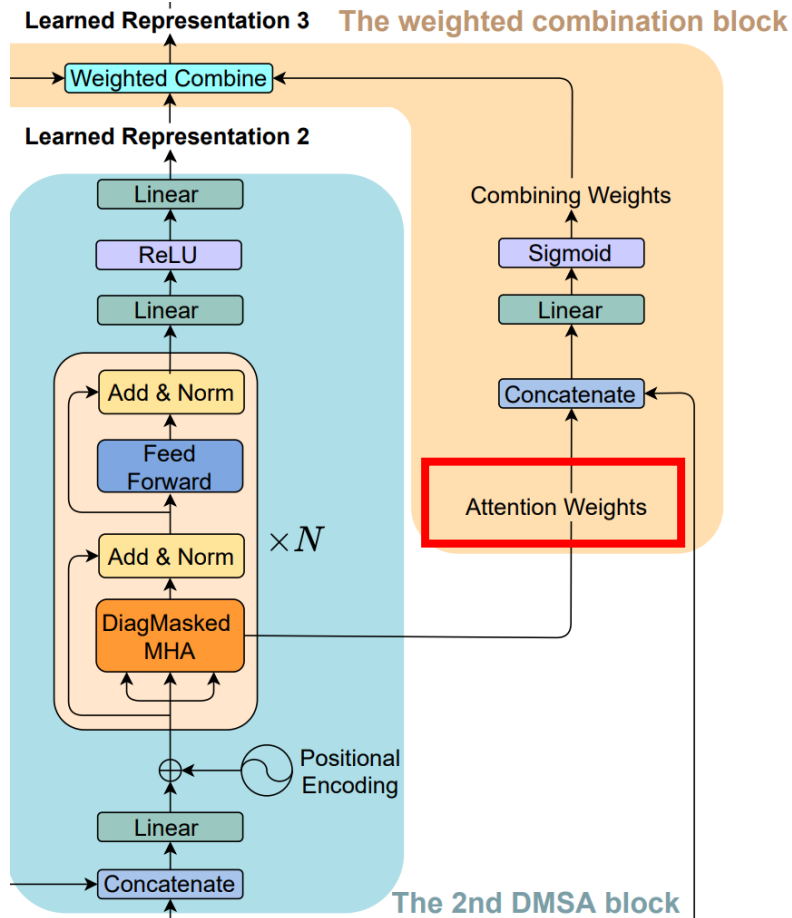 Learned Representation 3
The weighted combination block
Weighted Combine
Learned Representation 2
Linear
ReLU
Linear
Add & Norm
Feed
Forward
Add & Norm
×N
DiagMasked
MHA
Positional
Encoding
Linear
Concatenate
Combining Weights
Sigmoid
Linear
Concatenate
Attention Weights
The 2nd DMSA block